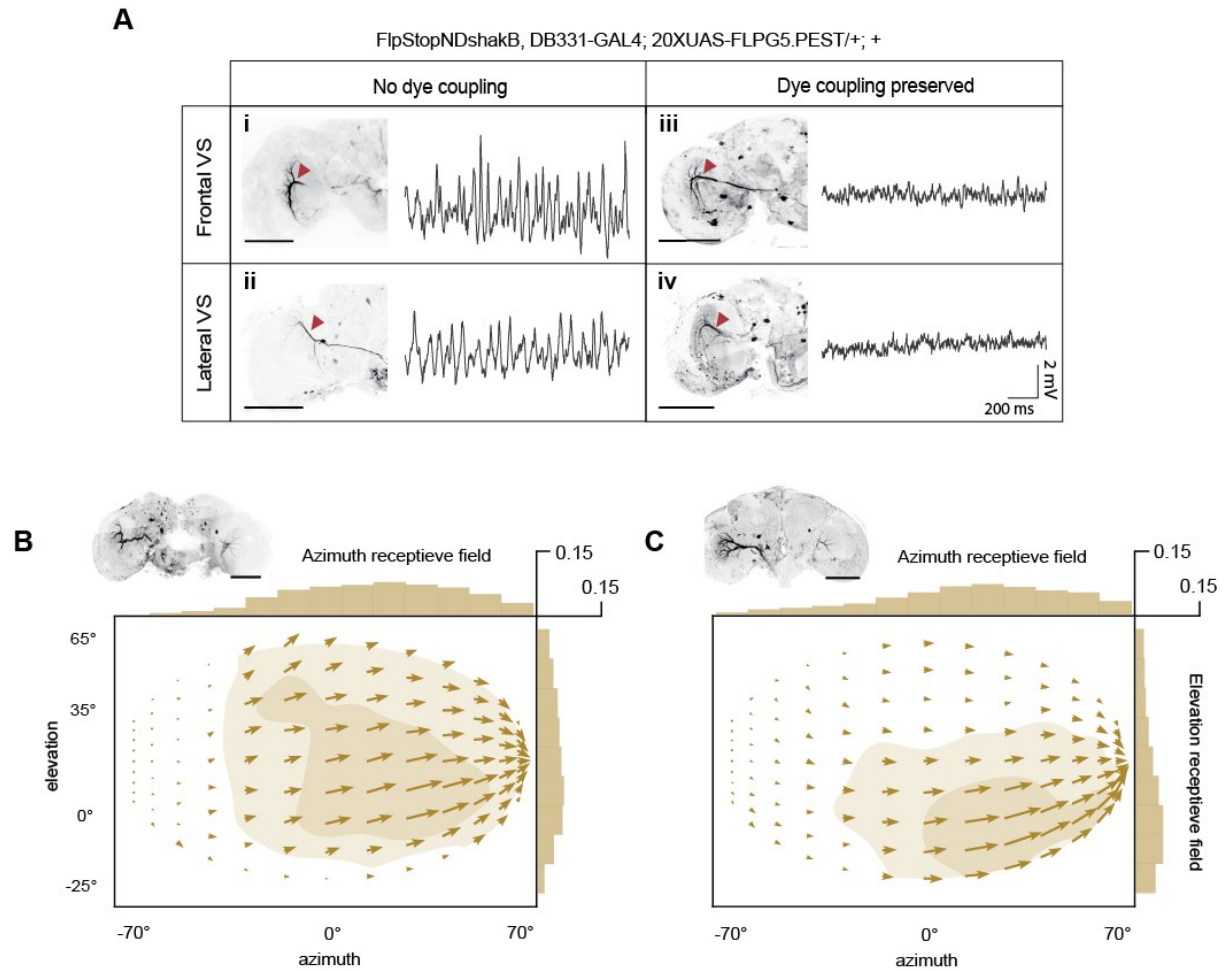 A
FlpStopNDshakB, DB331-GAL4; 20XUAS-FLPG5.PEST/+; +
No dye coupling
Dye coupling preserved
Frontal VS
i
iii
Lateral VS
ii
iv
2 mV
200 ms
B
Azimuth receptieve field
0.15
0.15
65°
35°
0°
-25°
elevation
-70°
0°
70°
azimuth
C
Azimuth receptieve field
0.15
0.15
Elevation receptieve field
-70°
0°
70°
azimuth